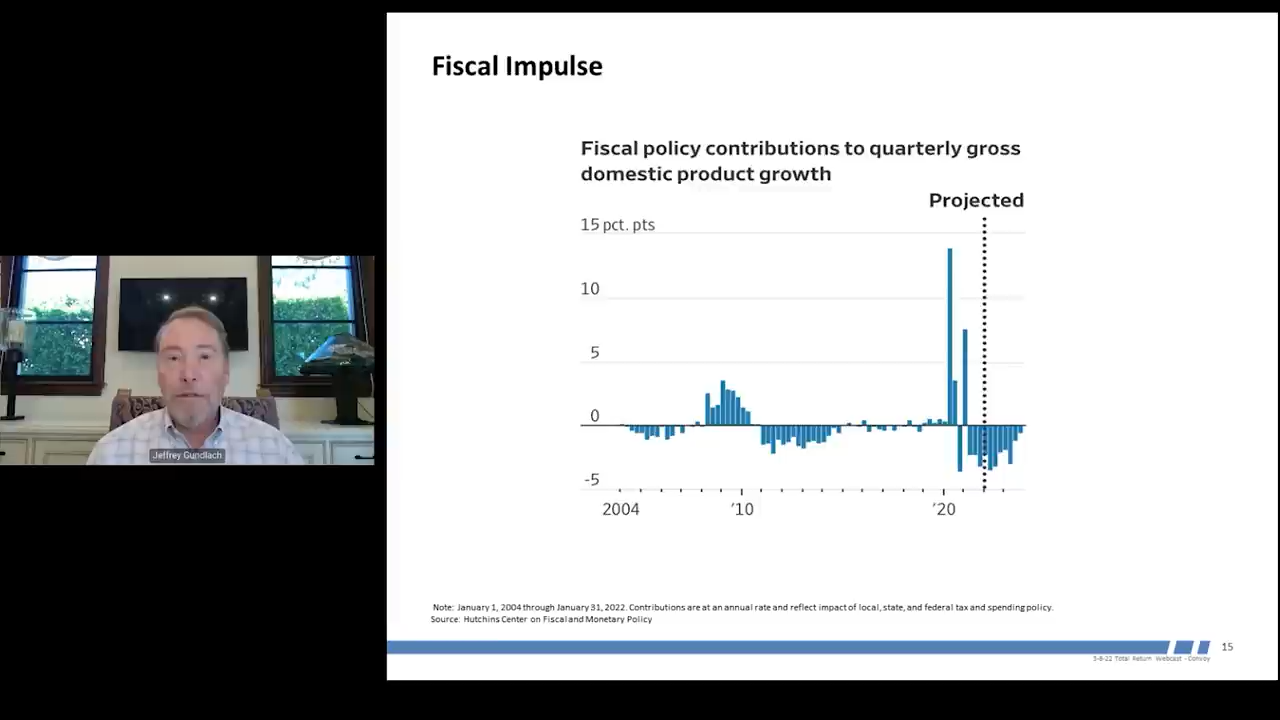 Fiscal Impulse
Fiscal policy contributions to quarterly gross
domestic product growth
Projected
15 pct. pts
10
5
0
-5
2004
'10
'20
Jeffrey Gundlach
Note: January 1, 2004 through January 31, 2022. Contributions are at an annual rate and reflect impact of local, state, and federal tax and spending policy.
Source: Hutchins Center on Fiscal and Monetary Policy
15
3-8-22 Total Return Webcast - Convoy